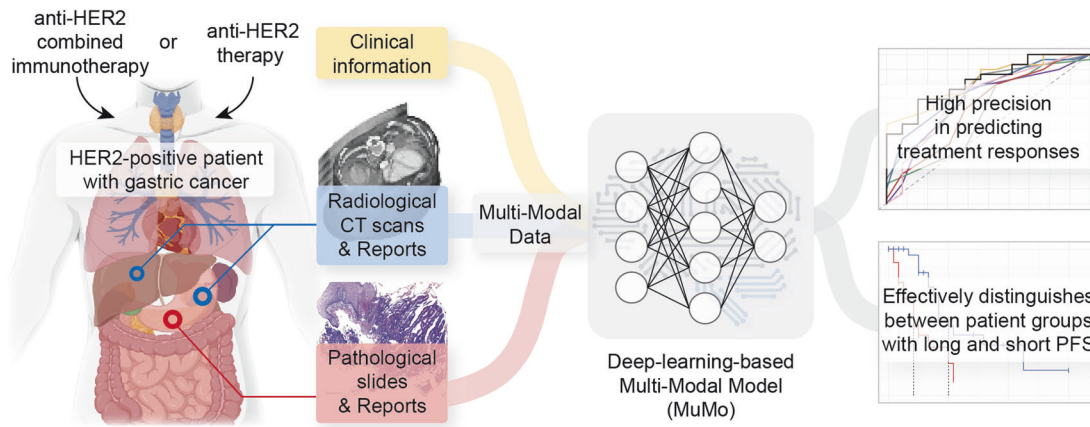 anti-HER2
combined
immunotherapy
or
anti-HER2
therapy
HER2-positive patient
with gastric cancer
Clinical
information
Radiological
CT scans
& Reports
Pathological
slides
& Reports
Multi-Modal
Data
Deep-learning-based
Multi-Modal Model
(MuMo)
High precision
in predicting
treatment responses
Effectively distinguishes
between patient groups
with long and short PFS